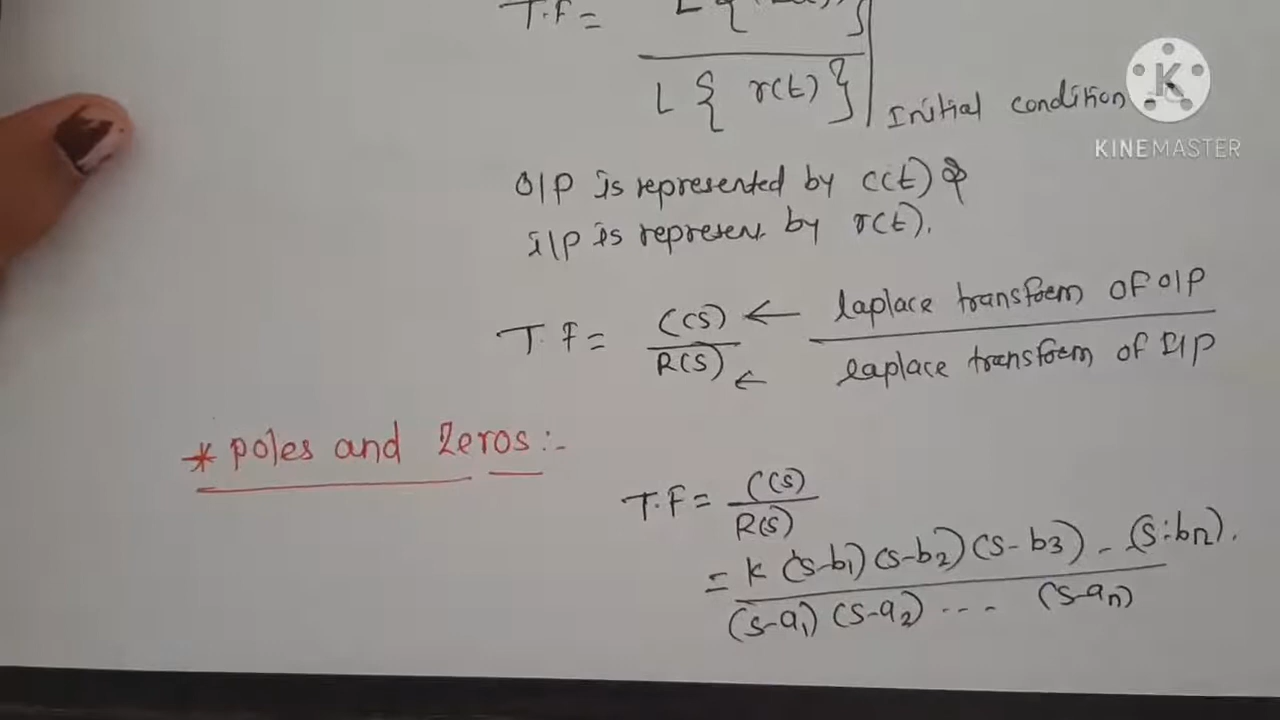 T.F =
L { r(t) } Initial condition
K
KINEMASTER
O/P is represented by c(t) &
i/p is represent by r(t).
T.F = C(S) ← laplace transform of O/P
R(S) ← laplace transform of I/P
* poles and Zeros:-
T.F = C(S)
R(S)
= K (S-b1) (S-b2) (S-b3) - (S-bn).
(S-a1) (S-a2) ---- (S-an)